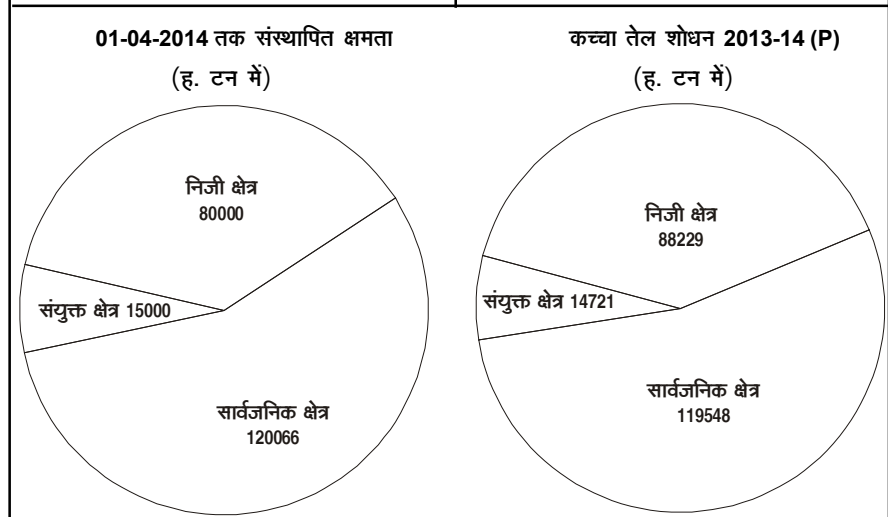 01-04-2014 तक संस्थापित क्षमता
(ह. टन में)
निजी क्षेत्र
80000
संयुक्त क्षेत्र 15000
सार्वजनिक क्षेत्र
120066
कच्चा तेल शोधन 2013-14 (P)
(ह. टन में)
निजी क्षेत्र
88229
संयुक्त क्षेत्र 14721
सार्वजनिक क्षेत्र
119548